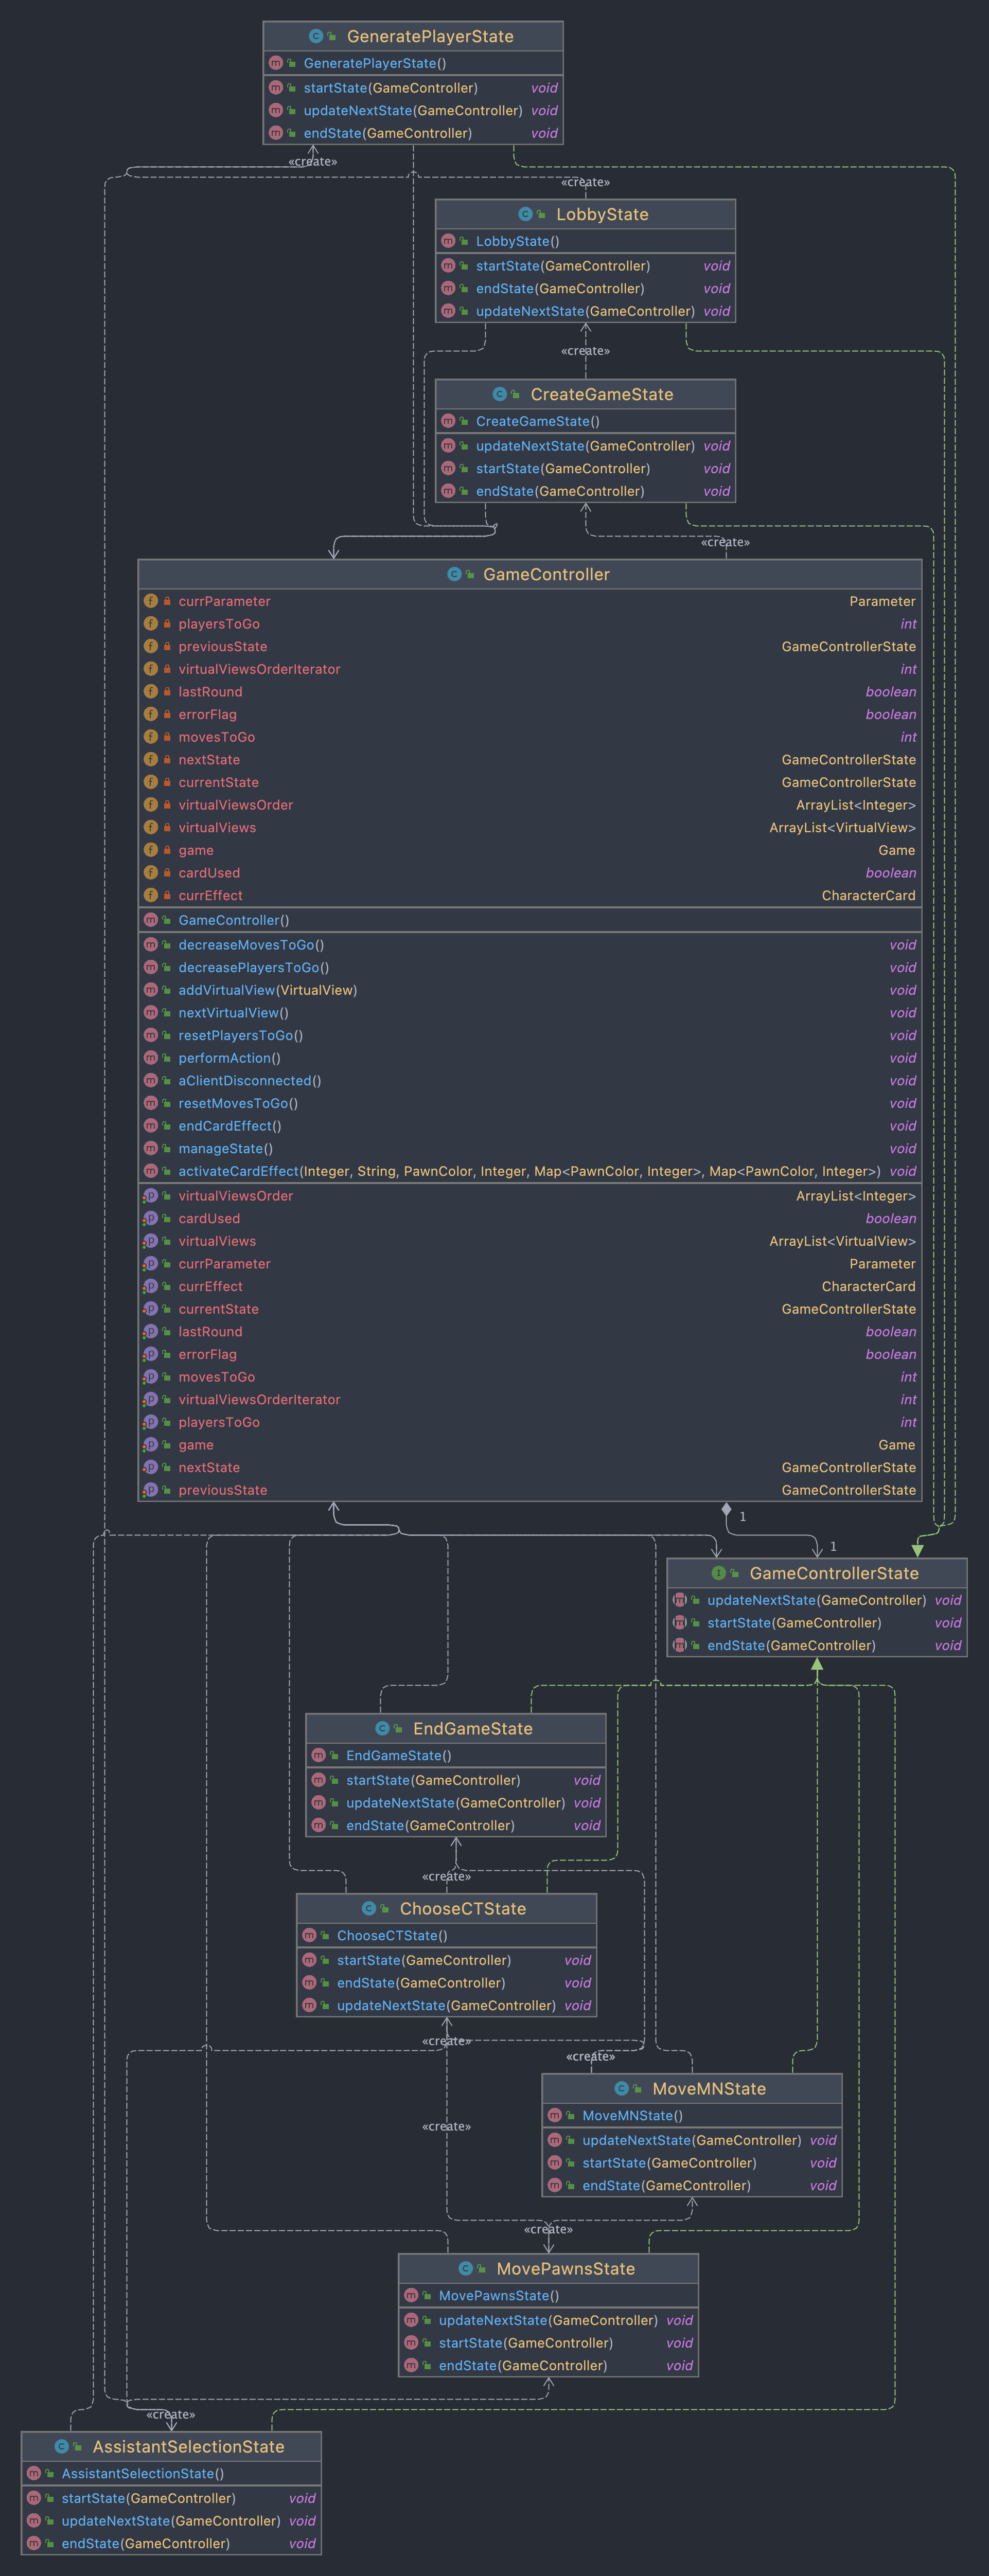 GeneratePlayerState
GeneratePlayerState()
startState(GameController) void
updateNextState(GameController) void
endState(GameController) void
«create»
«create»
LobbyState
LobbyState()
startState(GameController) void
endState(GameController) void
updateNextState(GameController) void
«create»
CreateGameState
CreateGameState()
updateNextState(GameController) void
startState(GameController) void
endState(GameController) void
«create»
GameController
currParameter Parameter
playersToGo int
previousState GameControllerState
virtualViewsOrderIterator int
lastRound boolean
errorFlag boolean
movesToGo int
nextState GameControllerState
currentState GameControllerState
virtualViewsOrder ArrayList<Integer>
virtualViews ArrayList<VirtualView>
game Game
cardUsed boolean
currEffect CharacterCard
GameController()
decreaseMovesToGo() void
decreasePlayersToGo() void
addVirtualView(VirtualView) void
nextVirtualView() void
resetPlayersToGo() void
performAction() void
aClientDisconnected() void
resetMovesToGo() void
endCardEffect() void
manageState() void
activateCardEffect(Integer, String, PawnColor, Integer, Map<PawnColor, Integer>, Map<PawnColor, Integer>) void
virtualViewsOrder ArrayList<Integer>
cardUsed boolean
virtualViews ArrayList<VirtualView>
currParameter Parameter
currEffect CharacterCard
currentState GameControllerState
lastRound boolean
errorFlag boolean
movesToGo int
virtualViewsOrderIterator int
playersToGo int
game Game
nextState GameControllerState
previousState GameControllerState
1
1
GameControllerState
updateNextState(GameController) void
startState(GameController) void
endState(GameController) void
EndGameState
EndGameState()
startState(GameController) void
updateNextState(GameController) void
endState(GameController) void
«create»
ChooseCTState
ChooseCTState()
startState(GameController) void
endState(GameController) void
updateNextState(GameController) void
«create»
«create»
MoveMNState
MoveMNState()
updateNextState(GameController) void
startState(GameController) void
endState(GameController) void
«create»
«create»
MovePawnsState
MovePawnsState()
updateNextState(GameController) void
startState(GameController) void
endState(GameController) void
«create»
AssistantSelectionState
AssistantSelectionState()
startState(GameController) void
updateNextState(GameController) void
endState(GameController) void